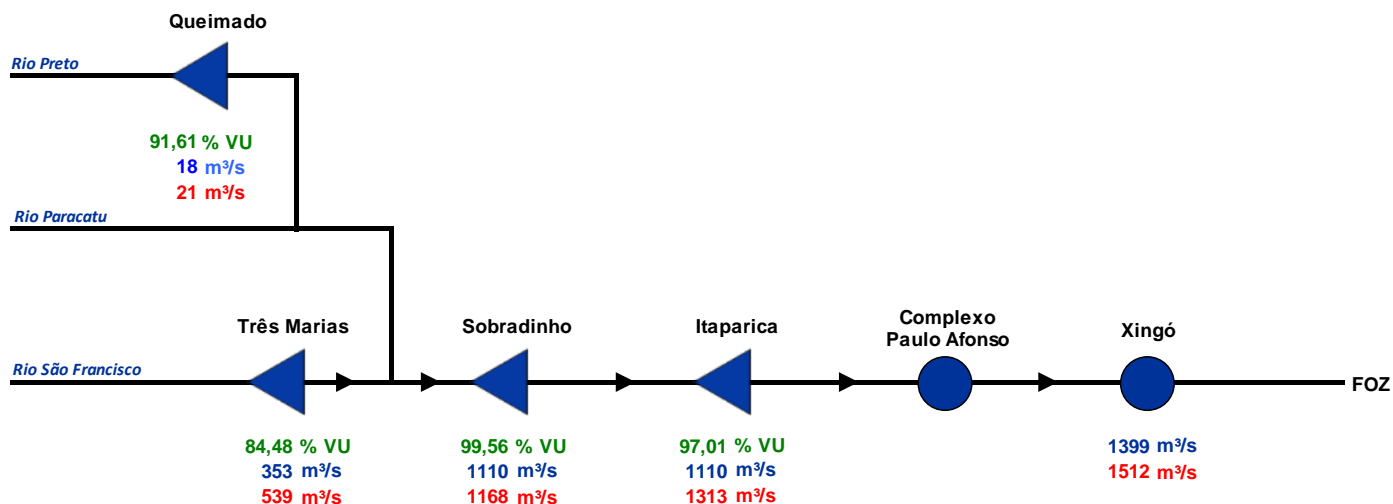 Queimado
Rio Preto
91,61 % VU
18 m³/s
21 m³/s
Rio Paracatu
Três Marias
Sobradinho
Itaparica
Complexo
Paulo Afonso
Xingó
Rio São Francisco
FOZ
84,48 % VU
353 m³/s
539 m³/s
99,56 % VU
1110 m³/s
1168 m³/s
97,01 % VU
1110 m³/s
1313 m³/s
1399 m³/s
1512 m³/s